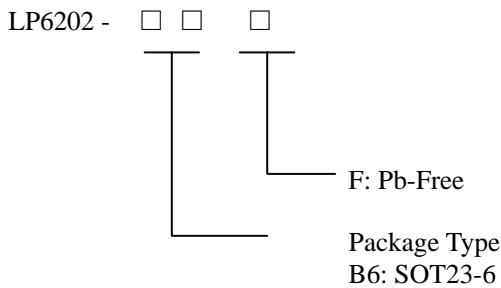 LP6202 - □ □ □
F: Pb-Free
Package Type
B6: SOT23-6